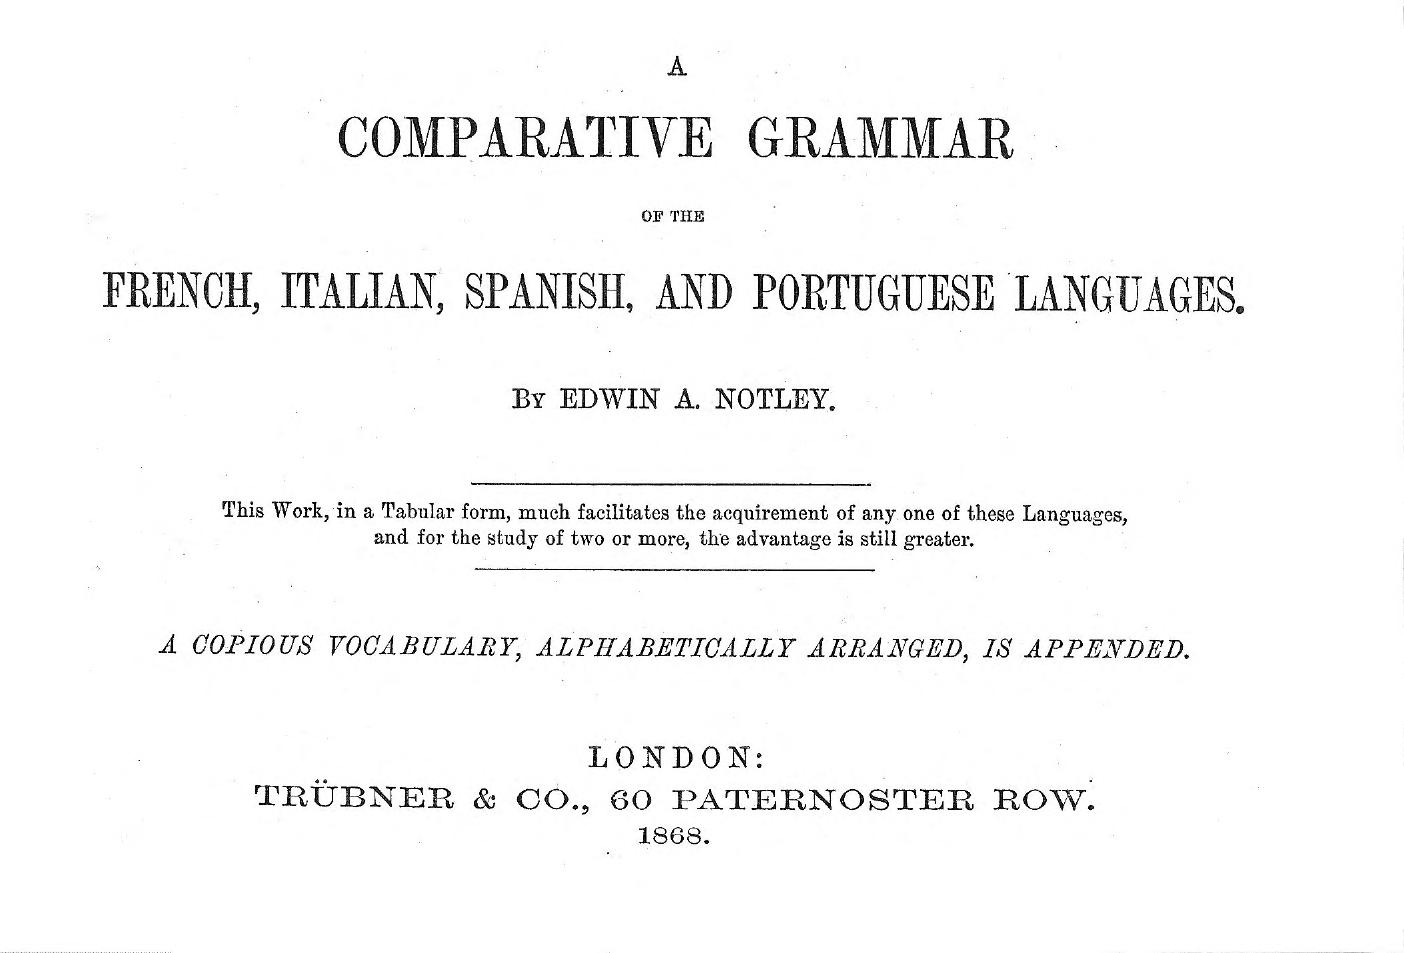 A
COMPARATIVE GRAMMAR
OF THE
FRENCH, ITALIAN, SPANISH, AND PORTUGUESE LANGUAGES.
BY EDWIN A. NOTLEY.
This Work, in a Tabular form, much facilitates the acquirement of any one of these Languages,
and for the study of two or more, the advantage is still greater.
A COPIOUS VOCABULARY, ALPHABETICALLY ARRANGED, IS APPENDED.
LONDON:
TRÜBNER & CO., 60 PATERNOSTER ROW.
1868.